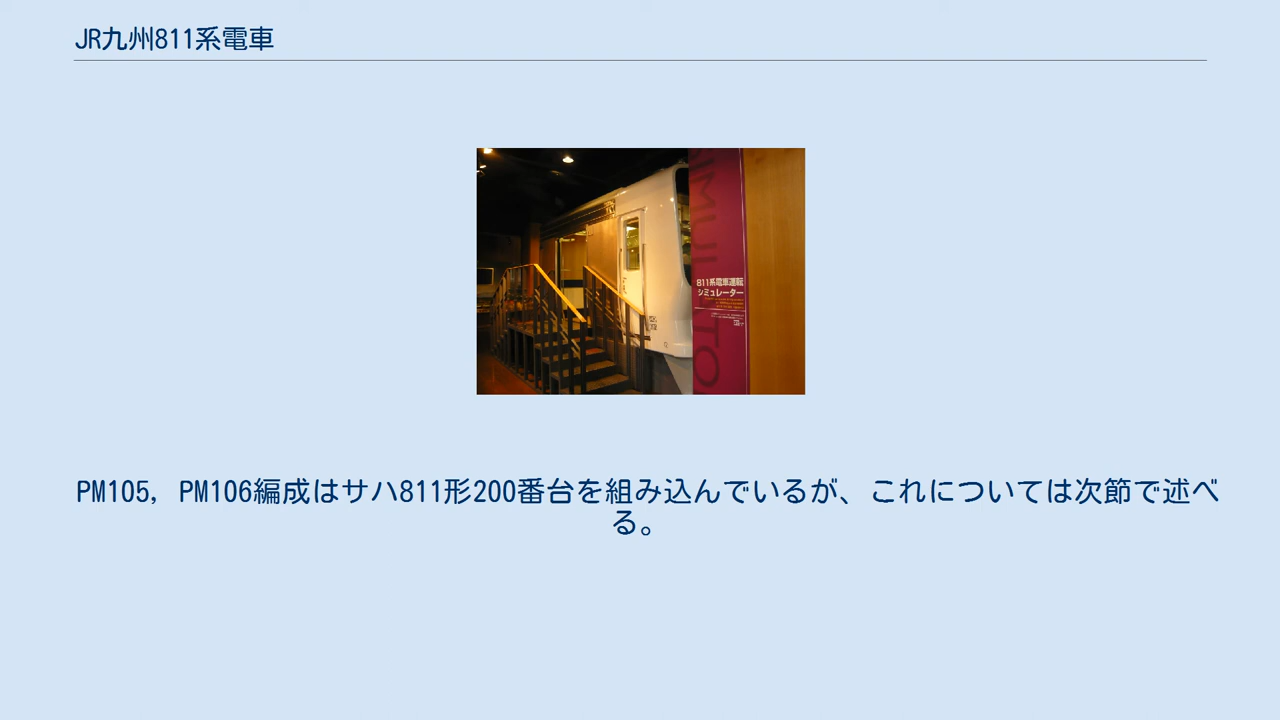 JR九州811系電車
SIMULATO
811系電車運転
シミュレーター
PM105，PM106編成はサハ811形200番台を組み込んでいるが、これについては次節で述べ
る。